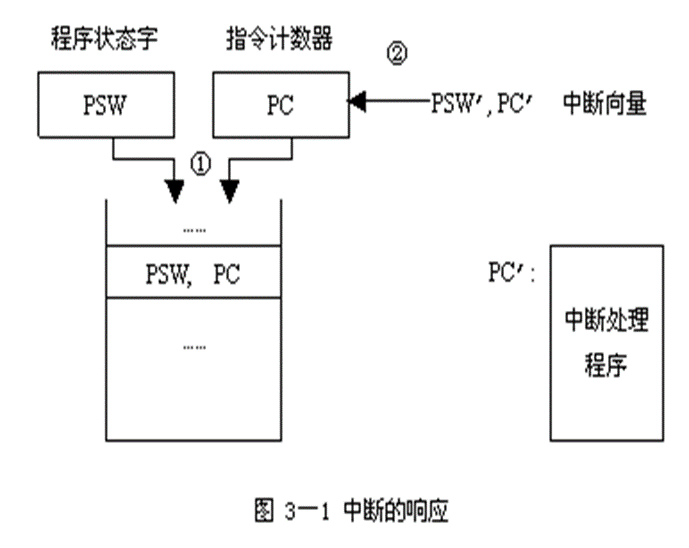 程序状态字 指令计数器
②
PSW PC PSW′,PC′ 中断向量
①
……
PSW, PC PC′:
中断处理
……
程序
图 3—1 中断的响应